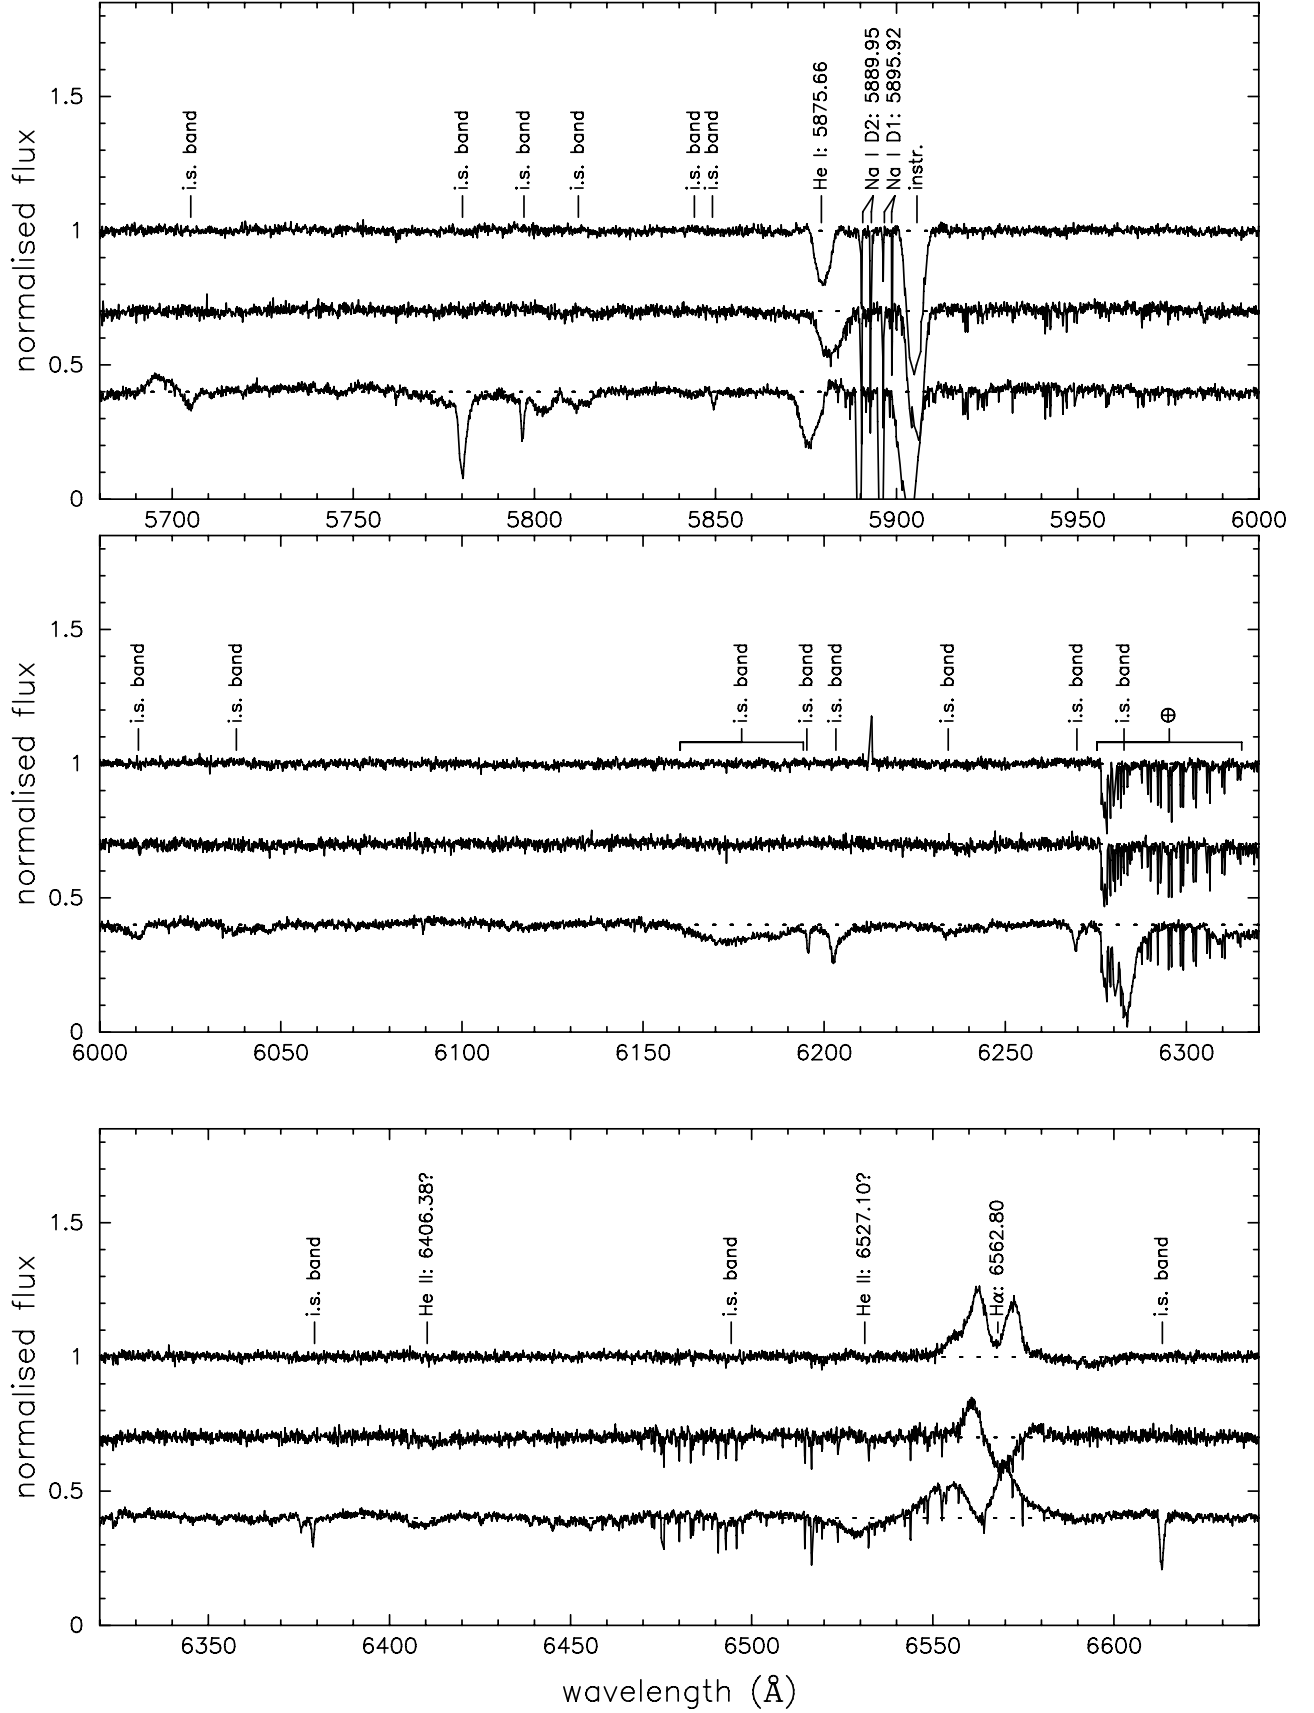 i.s. band
i.s. band
i.s. band
i.s. band
i.s. band
i.s. band
He I: 5875.66
Na I D2: 5889.95
Na I D1: 5895.92
instr.
normalised flux
1.5
1
0.5
0
5700
5750
5800
5850
5900
5950
6000
i.s. band
i.s. band
i.s. band
i.s. band
i.s. band
i.s. band
i.s. band
i.s. band
⊕
normalised flux
1.5
1
0.5
0
6000
6050
6100
6150
6200
6250
6300
i.s. band
He II: 6406.38?
i.s. band
He II: 6527.10?
Hα: 6562.80
i.s. band
normalised flux
1.5
1
0.5
0
6350
6400
6450
6500
6550
6600
wavelength (Å)